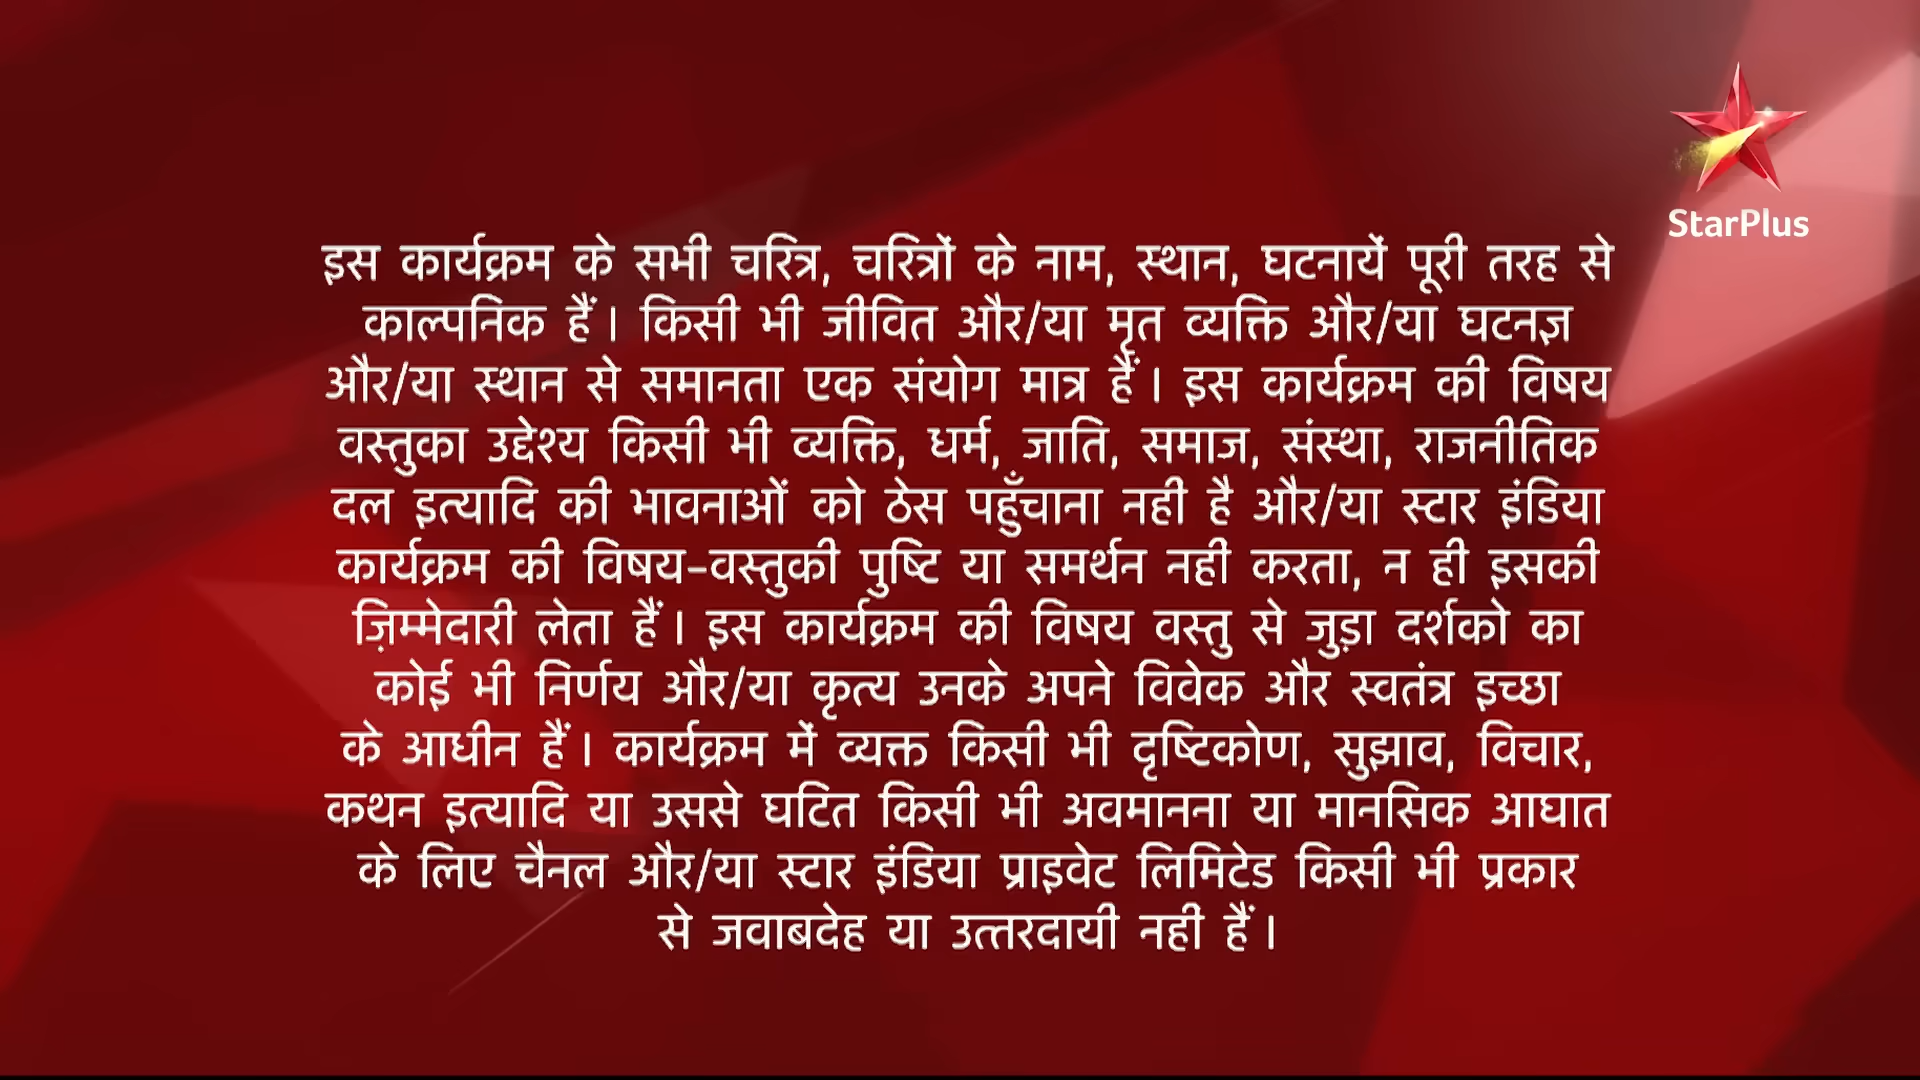 StarPlus
इस कार्यक्रम के सभी चरित्र, चरित्रों के नाम, स्थान, घटनायें पूरी तरह से
काल्पनिक हैं। किसी भी जीवित और/या मृत व्यक्ति और/या घटनज्ञ
और/या स्थान से समानता एक संयोग मात्र हैं। इस कार्यक्रम की विषय
वस्तुका उद्देश्य किसी भी व्यक्ति, धर्म, जाति, समाज, संस्था, राजनीतिक
दल इत्यादि की भावनाओं को ठेस पहुँचाना नही है और/या स्टार इंडिया
कार्यक्रम की विषय-वस्तुकी पुष्टि या समर्थन नहीं करता, न ही इसकी
ज़िम्मेदारी लेता हैं। इस कार्यक्रम की विषय वस्तु से जुड़ा दर्शको का
कोई भी निर्णय और/या कृत्य उनके अपने विवेक और स्वतंत्र इच्छा
के आधीन हैं। कार्यक्रम में व्यक्त किसी भी दृष्टिकोण, सुझाव, विचार,
कथन इत्यादि या उससे घटित किसी भी अवमानना या मानसिक आघात
के लिए चैनल और/या स्टार इंडिया प्राइवेट लिमिटेड किसी भी प्रकार
से जवाबदेह या उत्तरदायी नहीं हैं।